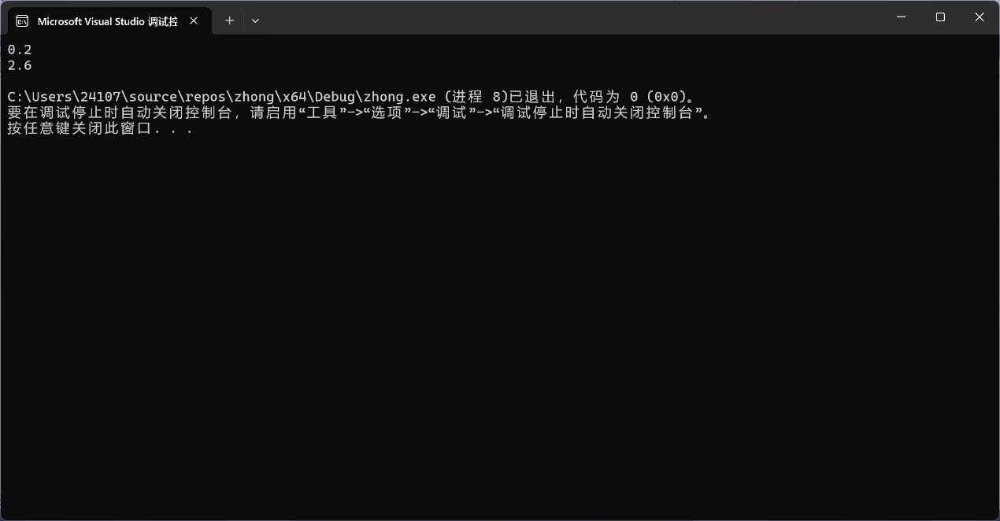 Microsoft Visual Studio 调试控
0.2
2.6
C:\Users\24107\source\repos\zhong\x64\Debug\zhong.exe (进程 8)已退出，代码为 0 (0x0)。
要在调试停止时自动关闭控制台，请启用“工具”->“选项”->“调试”->“调试停止时自动关闭控制台”。
按任意键关闭此窗口. . .